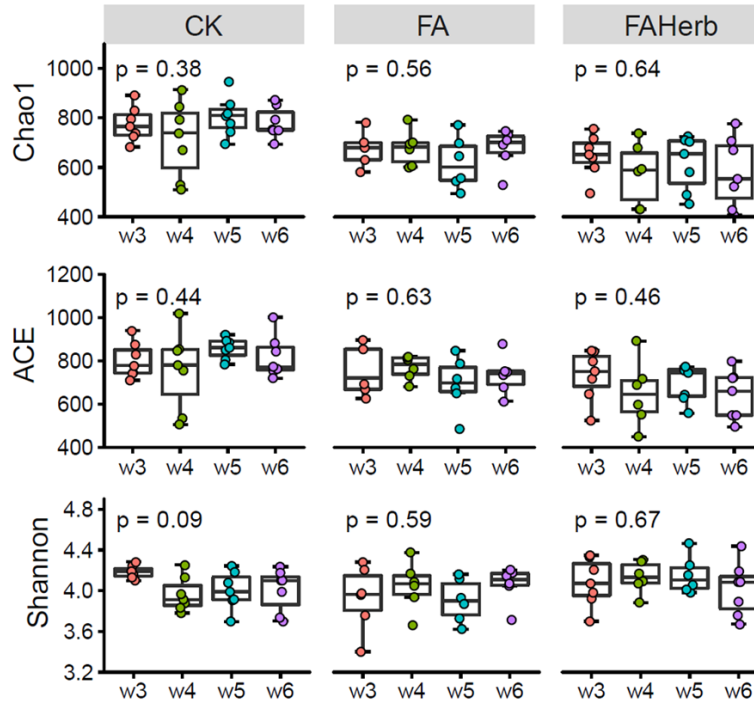 CK FA FAHerb
Chao1
1000
800
600
400
p = 0.38 p = 0.56 p = 0.64
w3 w4 w5 w6 w3 w4 w5 w6 w3 w4 w5 w6
ACE
1200
1000
800
600
400
p = 0.44 p = 0.63 p = 0.46
w3 w4 w5 w6 w3 w4 w5 w6 w3 w4 w5 w6
Shannon
4.8
4.4
4.0
3.6
3.2
p = 0.09 p = 0.59 p = 0.67
w3 w4 w5 w6 w3 w4 w5 w6 w3 w4 w5 w6